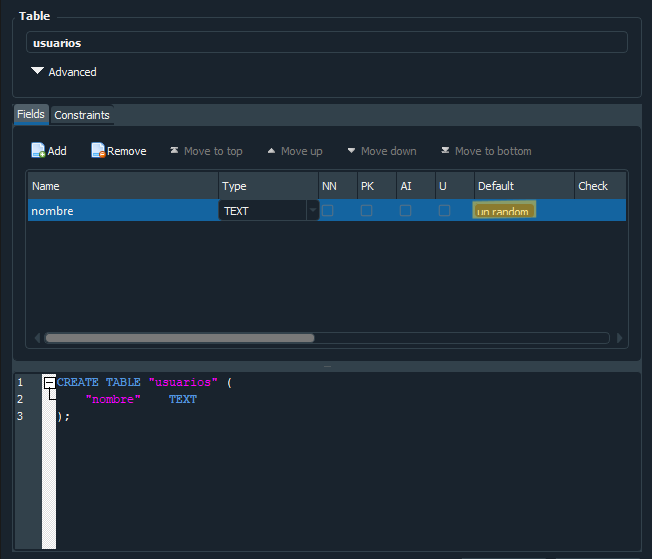 Table
usuarios
Advanced
Fields Constraints
Add Remove Move to top Move up Move down Move to bottom
Name Type NN PK AI U Default Check
nombre TEXT un random
1 CREATE TABLE "usuarios" (
2 "nombre" TEXT
3 );